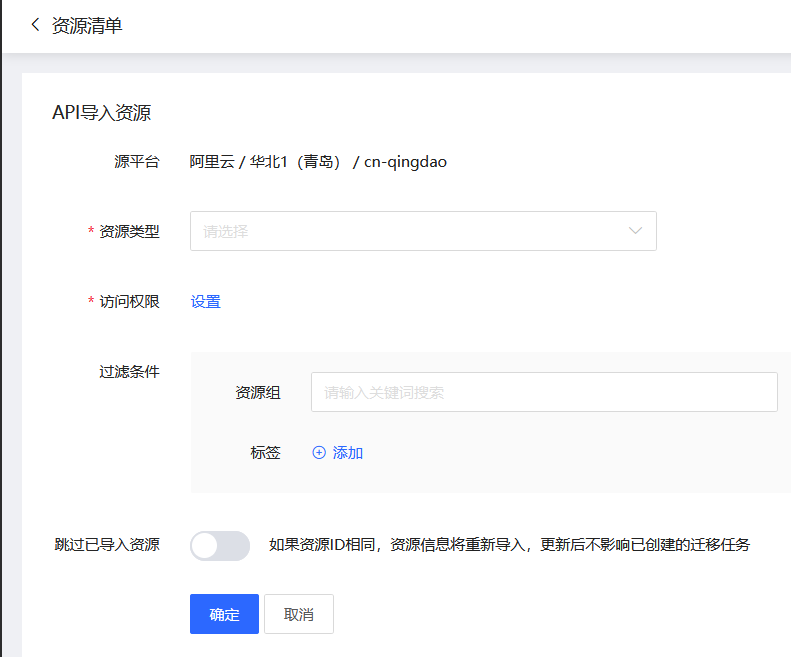 资源清单
API导入资源
源平台 阿里云 / 华北1（青岛） / cn-qingdao
* 资源类型 请选择
* 访问权限 设置
过滤条件
资源组 请输入关键词搜索
标签 添加
跳过已导入资源 如果资源ID相同，资源信息将重新导入，更新后不影响已创建的迁移任务
确定 取消